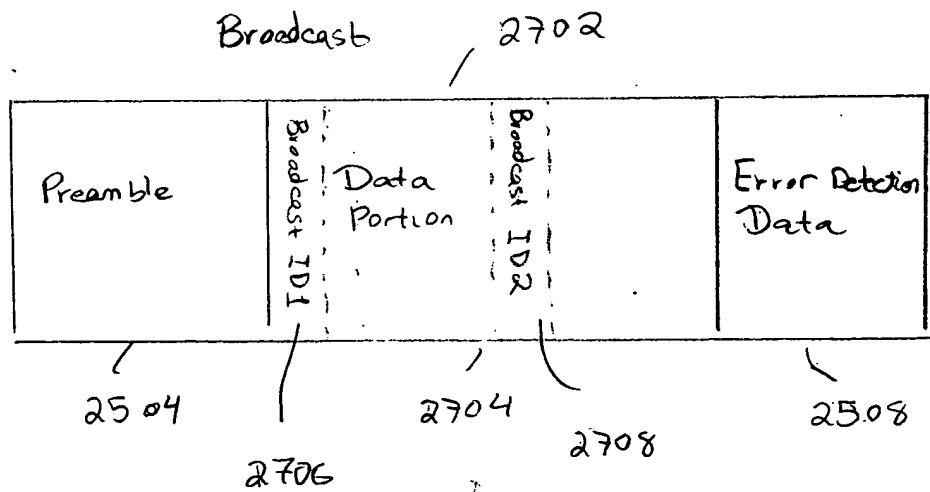 Broadcast 2702
Preamble
Broadcast ID1
Data
Portion
Broadcast ID2
Error Detection
Data
2504
2706
2704
2708
2508